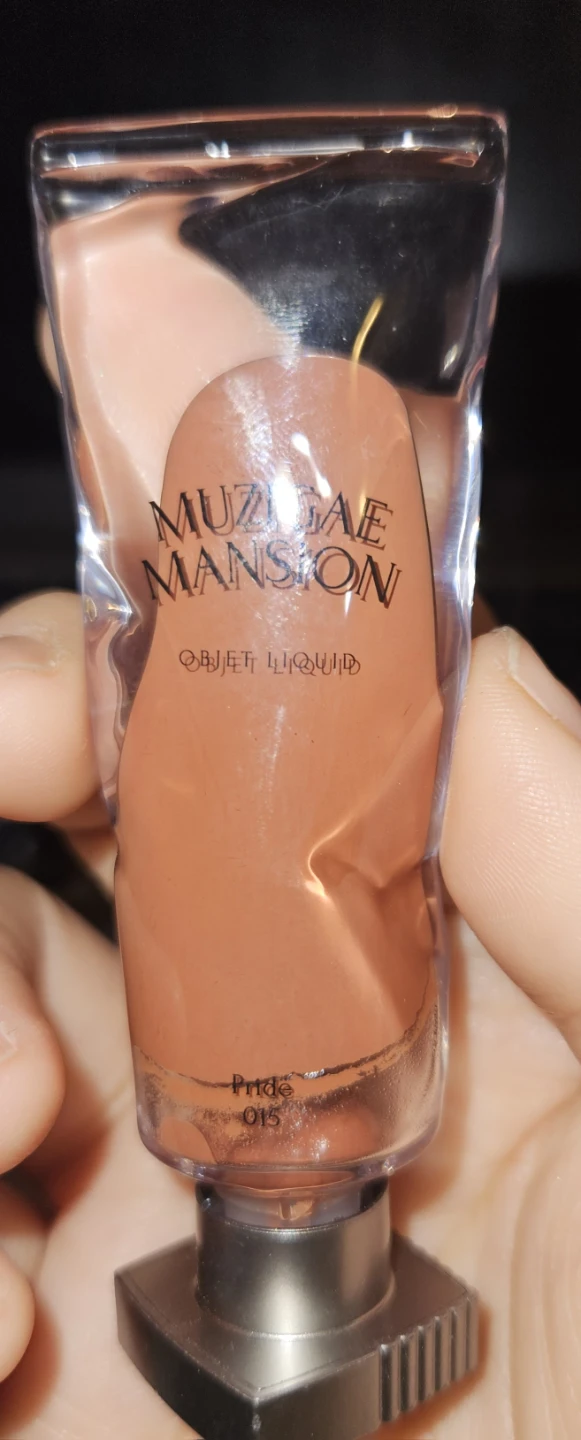 MUZIGAE
MANSION
OBJET LIQUID
Pride
015